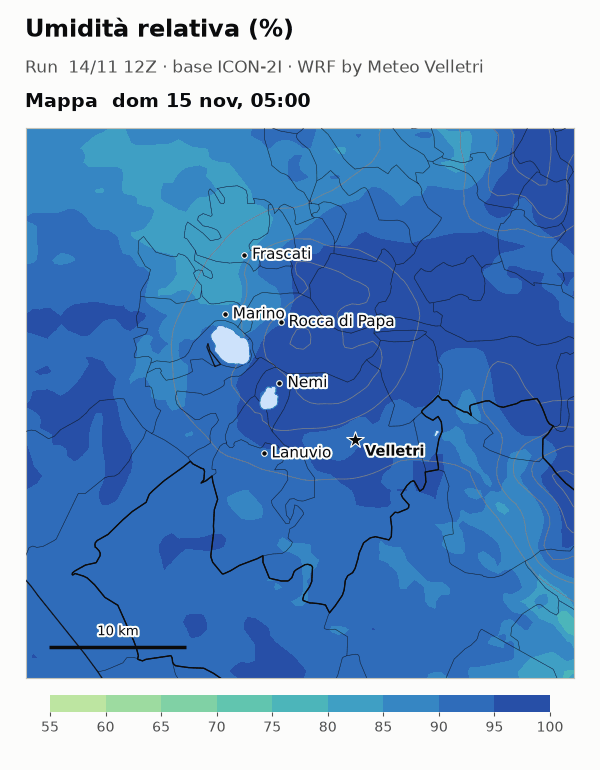 Umidità relativa (%)
Run  14/11 12Z · base ICON-2I · WRF by Meteo Velletri
Mappa  dom 15 nov, 05:00
Frascati
Marino
Rocca di Papa
Nemi
Lanuvio
Velletri
10 km
55 60 65 70 75 80 85 90 95 100